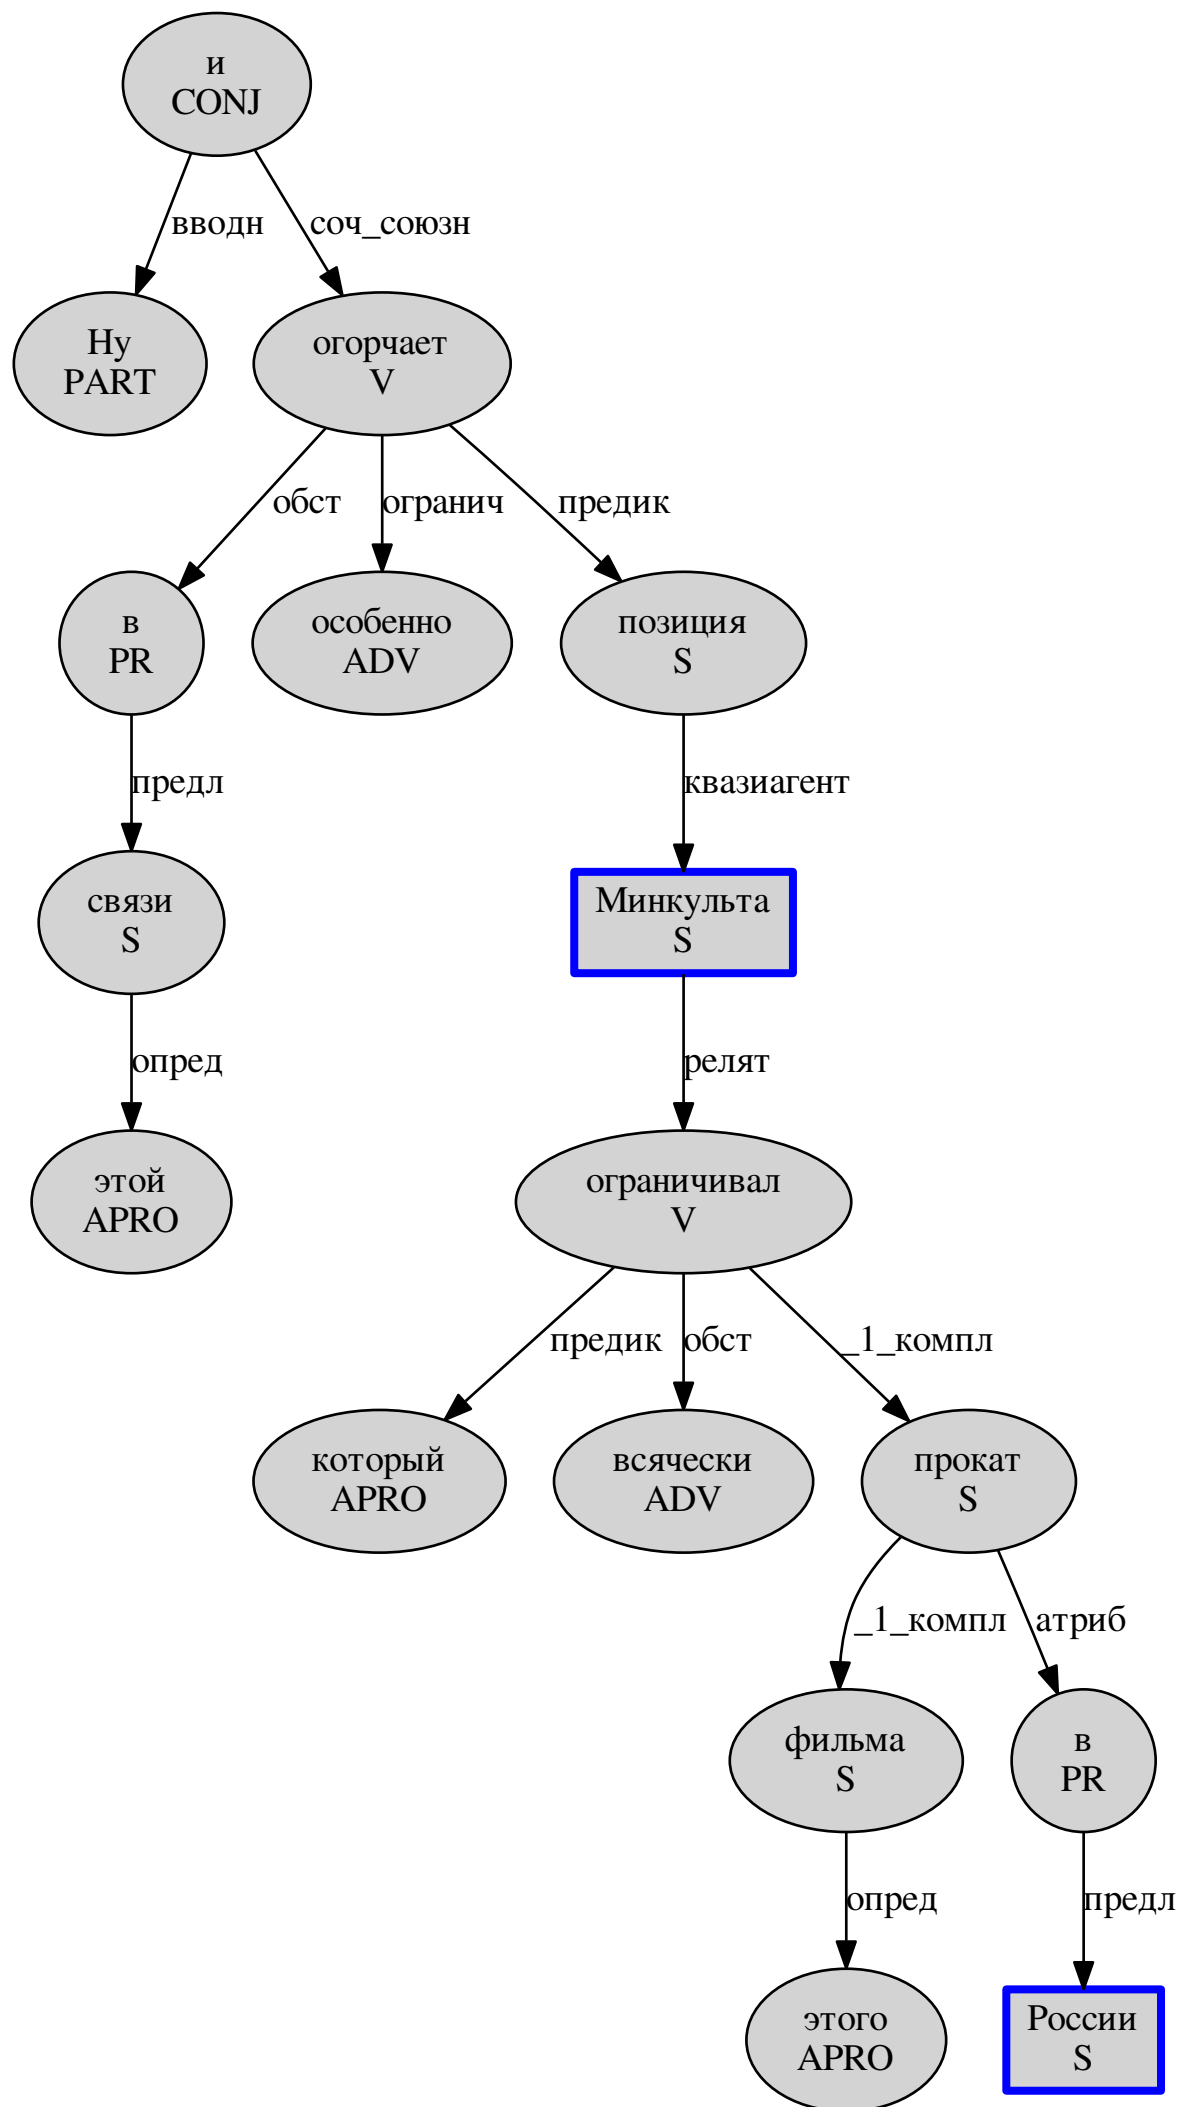 и
CONJ
вводн
соч_союзн
Ну
PART
огорчает
V
обст
огранич
предик
в
PR
особенно
ADV
позиция
S
предл
квазиагент
связи
S
Минкульта
S
опред
релят
этой
APRO
ограничивал
V
предик
обст
_1_компл
который
APRO
всячески
ADV
прокат
S
_1_компл
атриб
фильма
S
в
PR
опред
предл
этого
APRO
России
S